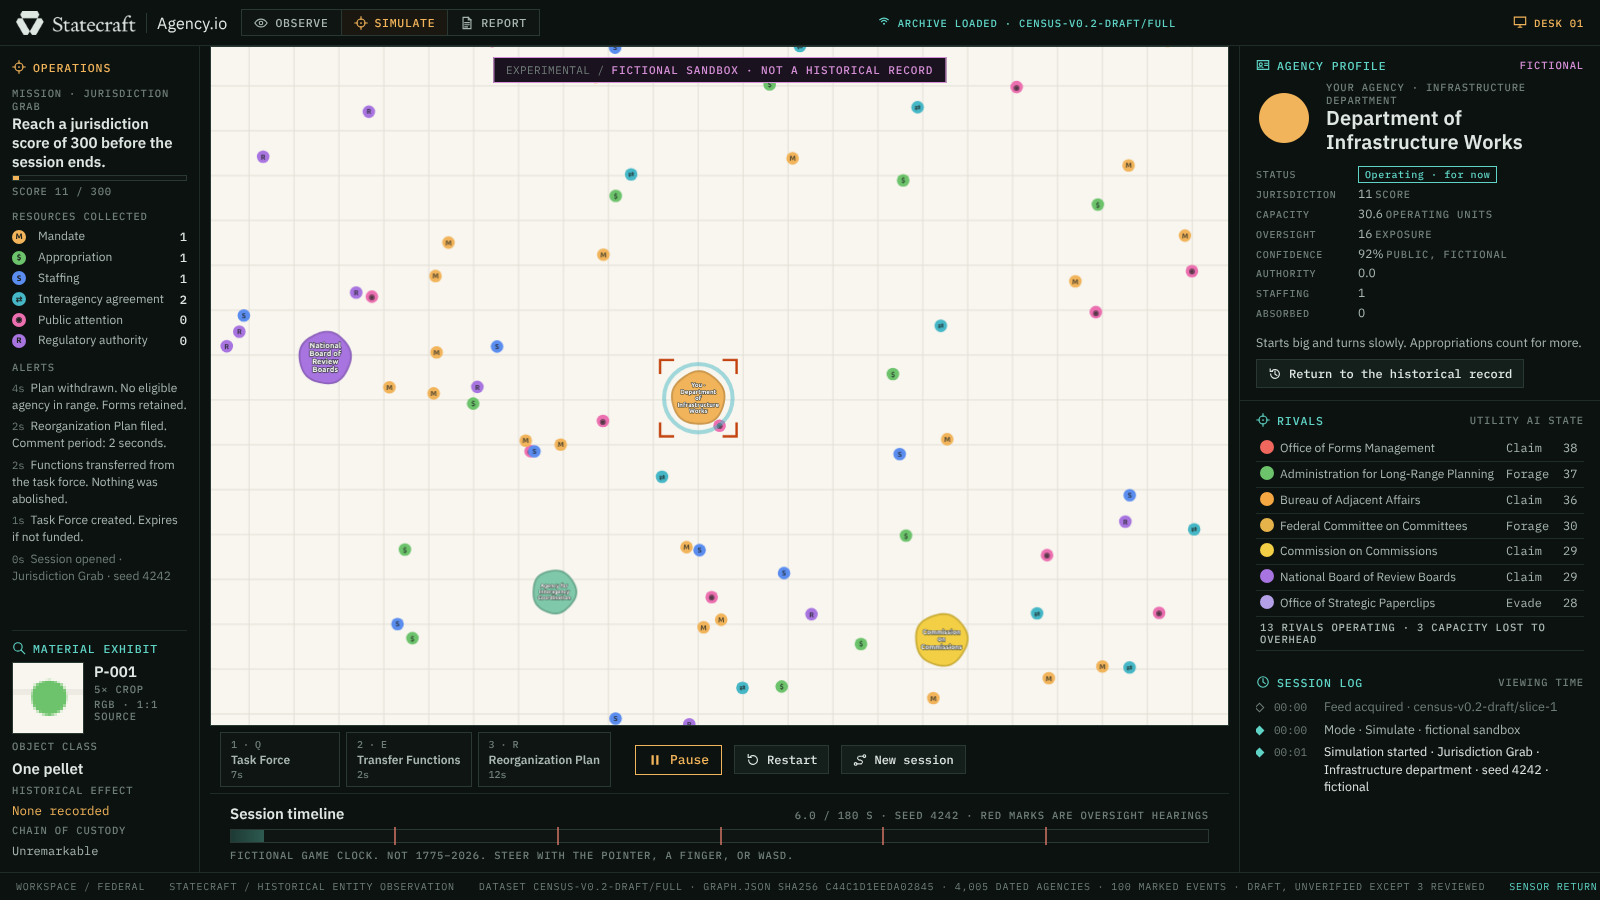 Statecraft
Agency.io
OBSERVE
SIMULATE
REPORT
ARCHIVE LOADED · CENSUS-V0.2-DRAFT/FULL
DESK 01
OPERATIONS
MISSION · JURISDICTION
GRAB
Reach a jurisdiction
score of 300 before the
session ends.
SCORE 11 / 300
RESOURCES COLLECTED
M Mandate 1
$ Appropriation 1
S Staffing 1
⇄ Interagency agreement 2
Public attention 0
R Regulatory authority 0
ALERTS
4s Plan withdrawn. No eligible
agency in range. Forms retained.
2s Reorganization Plan filed.
Comment period: 2 seconds.
2s Functions transferred from
the task force. Nothing was
abolished.
1s Task Force created. Expires
if not funded.
0s Session opened ·
Jurisdiction Grab · seed 4242
MATERIAL EXHIBIT
P-001
5× CROP
RGB · 1:1
SOURCE
OBJECT CLASS
One pellet
HISTORICAL EFFECT
None recorded
CHAIN OF CUSTODY
Unremarkable
EXPERIMENTAL / FICTIONAL SANDBOX · NOT A HISTORICAL RECORD
National
Board of
Review
Boards
You ·
Department
of
Infrastructure
Works
Commission
on
Commissions
1 · Q
Task Force
7s
2 · E
Transfer Functions
2s
3 · R
Reorganization Plan
12s
Pause
Restart
New session
Session timeline
6.0 / 180 S · SEED 4242 · RED MARKS ARE OVERSIGHT HEARINGS
FICTIONAL GAME CLOCK. NOT 1775–2026. STEER WITH THE POINTER, A FINGER, OR WASD.
AGENCY PROFILE
FICTIONAL
YOUR AGENCY · INFRASTRUCTURE
DEPARTMENT
Department of
Infrastructure Works
STATUS Operating · for now
JURISDICTION 11 SCORE
CAPACITY 30.6 OPERATING UNITS
OVERSIGHT 16 EXPOSURE
CONFIDENCE 92% PUBLIC, FICTIONAL
AUTHORITY 0.0
STAFFING 1
ABSORBED 0
Starts big and turns slowly. Appropriations count for more.
Return to the historical record
RIVALS
UTILITY AI STATE
Office of Forms Management Claim 38
Administration for Long-Range Planning Forage 37
Bureau of Adjacent Affairs Claim 36
Federal Committee on Committees Forage 30
Commission on Commissions Claim 29
National Board of Review Boards Claim 29
Office of Strategic Paperclips Evade 28
13 RIVALS OPERATING · 3 CAPACITY LOST TO
OVERHEAD
SESSION LOG
VIEWING TIME
00:00 Feed acquired · census-v0.2-draft/slice-1
00:00 Mode · Simulate · fictional sandbox
00:01 Simulation started · Jurisdiction Grab ·
Infrastructure department · seed 4242 ·
fictional
WORKSPACE / FEDERAL
STATECRAFT / HISTORICAL ENTITY OBSERVATION
DATASET CENSUS-V0.2-DRAFT/FULL · GRAPH.JSON SHA256 C44C1D1EEDA02845 · 4,005 DATED AGENCIES · 100 MARKED EVENTS · DRAFT, UNVERIFIED EXCEPT 3 REVIEWED
SENSOR RETURN